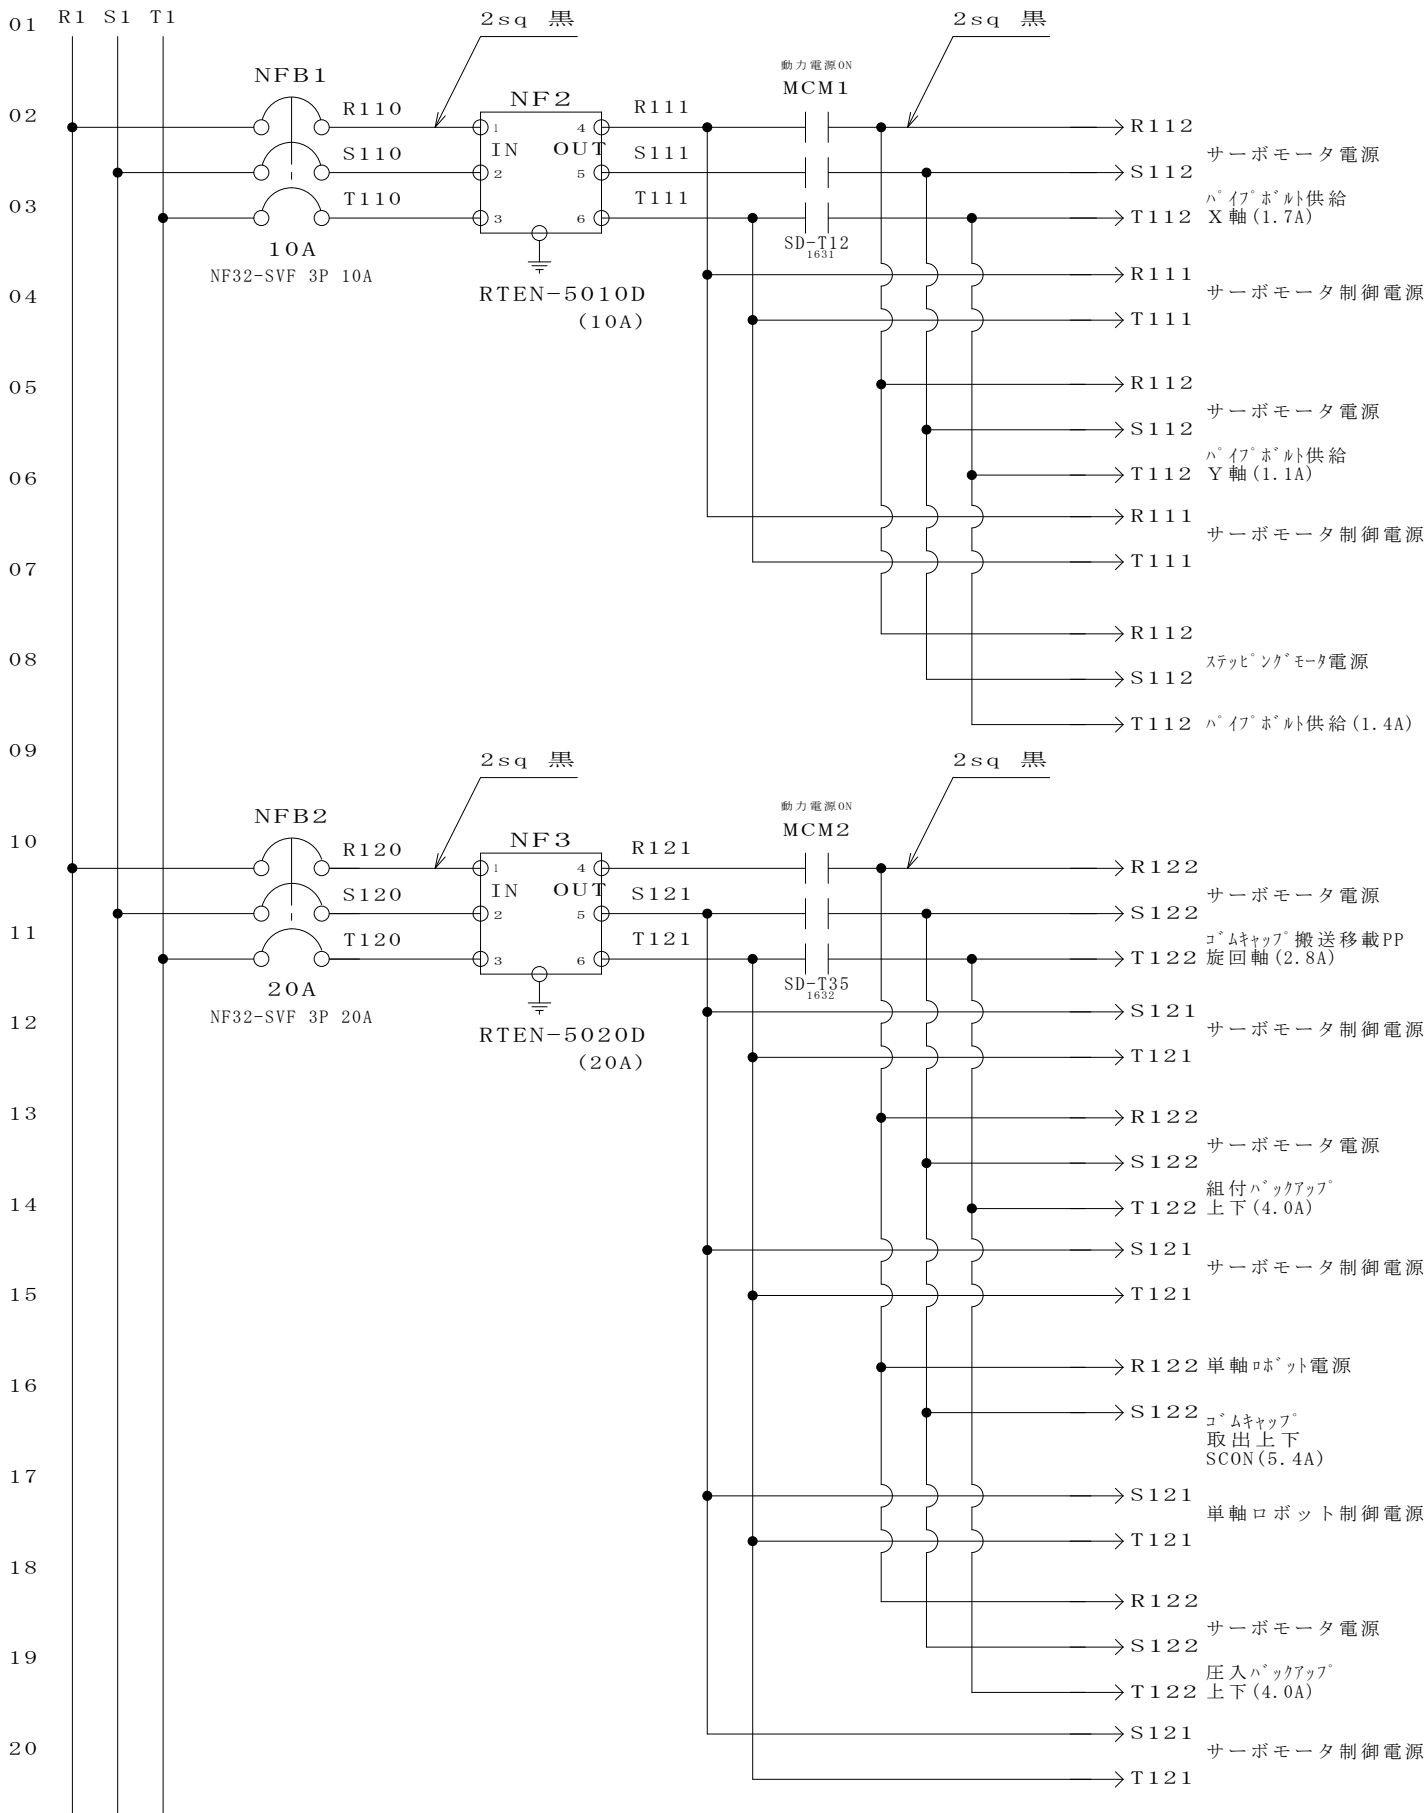 01 R1 S1 T1 2sq 黒 2sq 黒
NFB1 動力電源ON
MCM1
02 R110 NF2 R111 R112
1 4
IN OUT
サーボモータ電源
S110 2 5 S111 S112
03 T110 3 6 T111 T112
パイプボルト供給
X軸(1.7A)
10A SD-T12
1631
NF32-SVF 3P 10A
R111
04 RTEN-5010D サーボモータ制御電源
(10A) T111
05 R112
サーボモータ電源
S112
06 T112
パイプボルト供給
Y軸(1.1A)
R111
サーボモータ制御電源
07 T111
R112
08 ステッピングモータ電源
S112
T112 パイプボルト供給(1.4A)
09 2sq 黒 2sq 黒
NFB2 動力電源ON
MCM2
10 R120 NF3 R121 R122
1 4
IN OUT
サーボモータ電源
S120 2 5 S121 S122
11 T120 3 6 T121 T122
ゴムキャップ搬送移載PP
旋回軸(2.8A)
20A SD-T35
1632
NF32-SVF 3P 20A
S121
12 RTEN-5020D サーボモータ制御電源
(20A) T121
13 R122
サーボモータ電源
S122
14 T122
組付バックアップ
上下(4.0A)
S121
サーボモータ制御電源
15 T121
R122 単軸ロボット電源
16
S122
ゴムキャップ
取出上下
SCON(5.4A)
17 S121
単軸ロボット制御電源
T121
18
R122
サーボモータ電源
19 S122
T122
圧入バックアップ
上下(4.0A)
S121
20 サーボモータ制御電源
T121